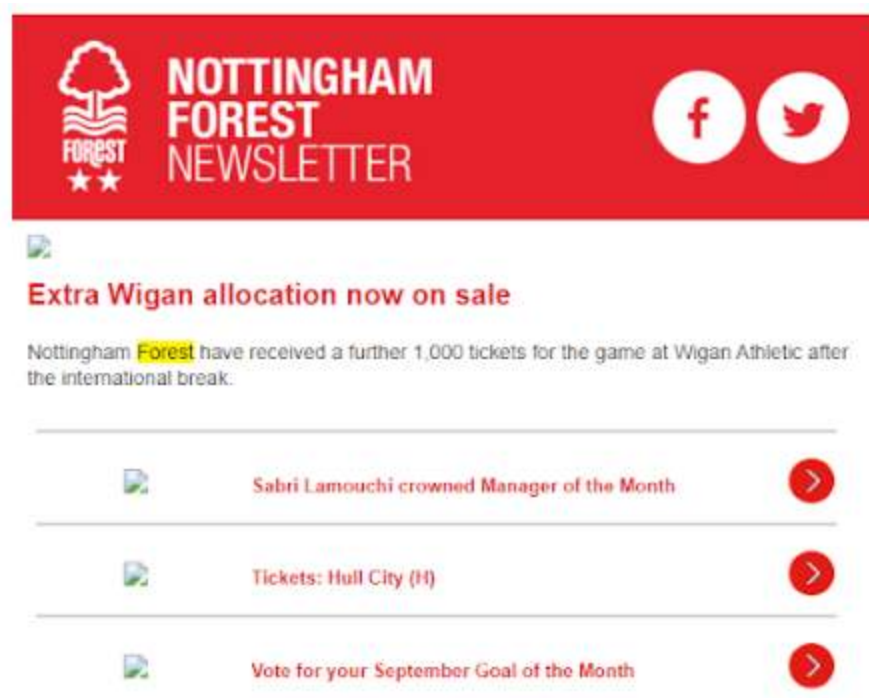 NOTTINGHAM
FOREST
NEWSLETTER
FOREST
f
Extra Wigan allocation now on sale
Nottingham Forest have received a further 1,000 tickets for the game at Wigan Athletic after
the international break.
Sabri Lamouchi crowned Manager of the Month
Tickets: Hull City (H)
Vote for your September Goal of the Month